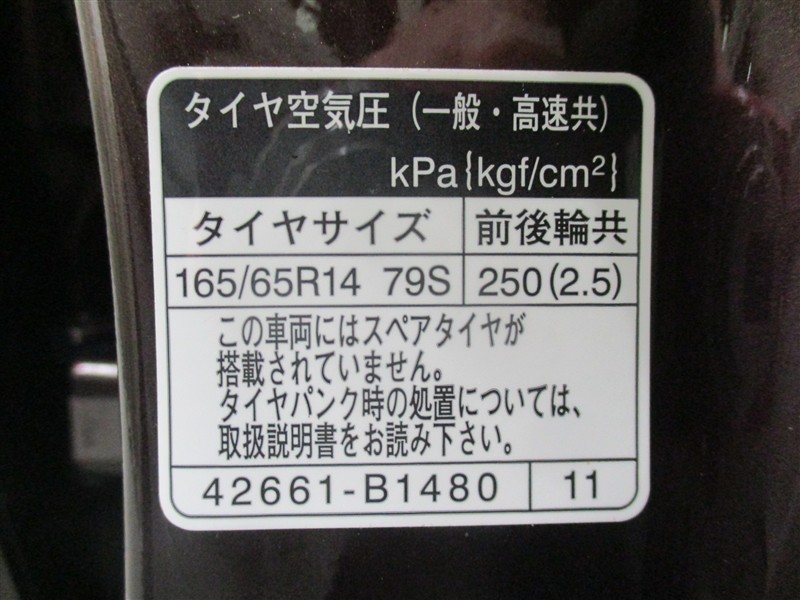 タイヤ空気圧（一般・高速共）
kPa{kgf/cm²}
タイヤサイズ 前後輪共
165/65R14 79S 250(2.5)
この車両にはスペアタイヤが
搭載されていません。
タイヤパンク時の処置については、
取扱説明書をお読み下さい。
42661-B1480 11